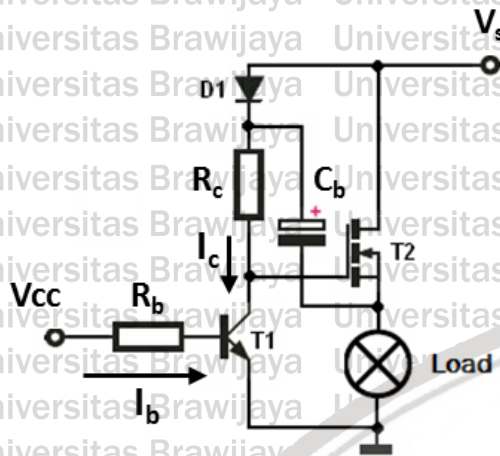 Vs
D1
Rc
Cb
+
Ic
T2
Vcc
Rb
T1
Load
Ib
Universitas Brawijaya